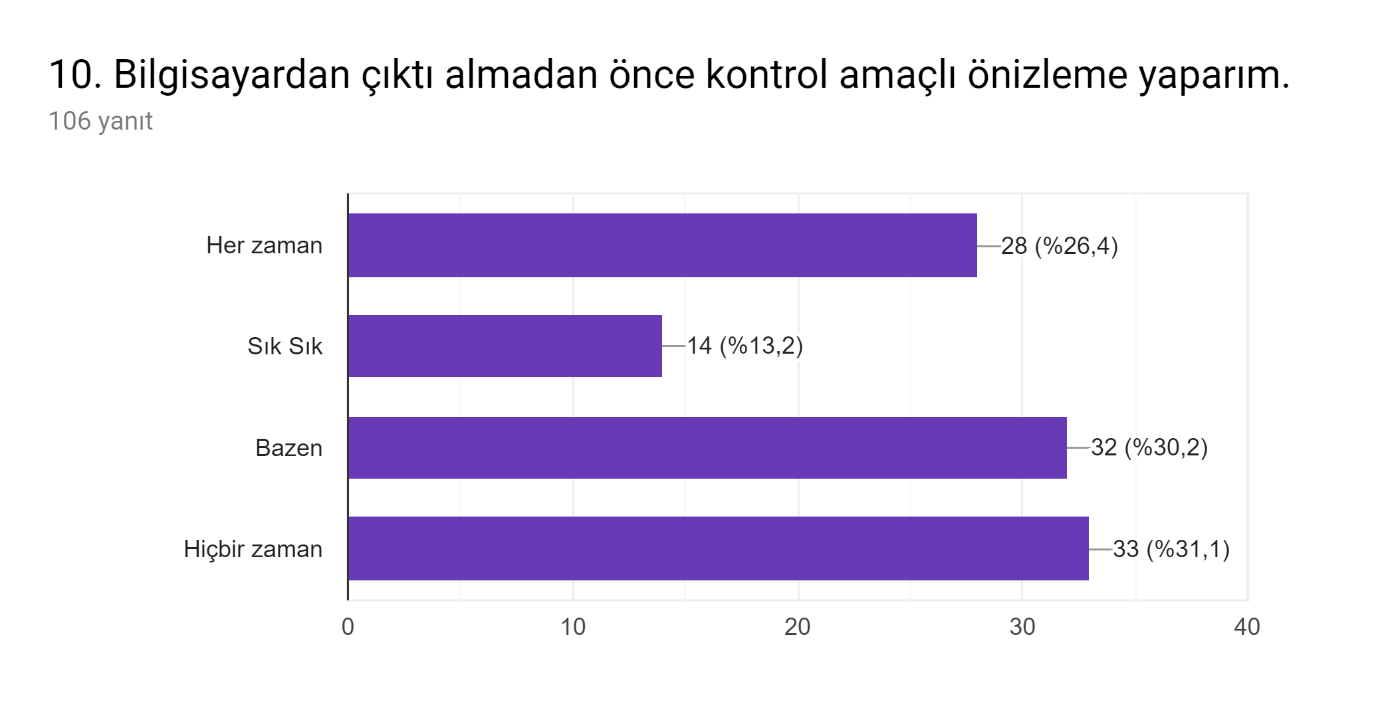 10. Bilgisayardan çıktı almadan önce kontrol amaçlı önizleme yaparım.
106 yanıt
Her zaman
28 (%26,4)
Sık Sık
14 (%13,2)
Bazen
32 (%30,2)
Hiçbir zaman
33 (%31,1)
0 10 20 30 40